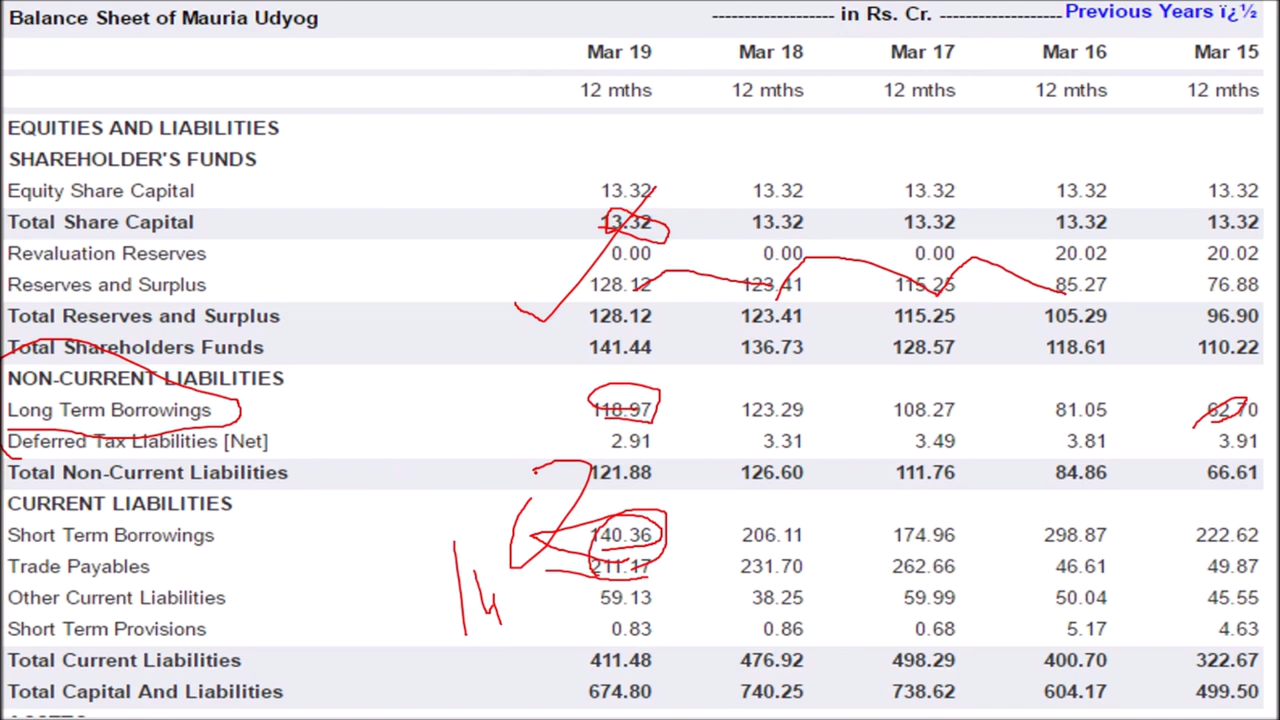 Balance Sheet of Mauria Udyog ------------------- in Rs. Cr. ------------------- Previous Years ï¿½
Mar 19 Mar 18 Mar 17 Mar 16 Mar 15
12 mths 12 mths 12 mths 12 mths 12 mths
EQUITIES AND LIABILITIES
SHAREHOLDER'S FUNDS
Equity Share Capital 13.32 13.32 13.32 13.32 13.32
Total Share Capital 13.32 13.32 13.32 13.32 13.32
Revaluation Reserves 0.00 0.00 0.00 20.02 20.02
Reserves and Surplus 128.12 123.41 115.25 85.27 76.88
Total Reserves and Surplus 128.12 123.41 115.25 105.29 96.90
Total Shareholders Funds 141.44 136.73 128.57 118.61 110.22
NON-CURRENT LIABILITIES
Long Term Borrowings 118.97 123.29 108.27 81.05 62.70
Deferred Tax Liabilities [Net] 2.91 3.31 3.49 3.81 3.91
Total Non-Current Liabilities 121.88 126.60 111.76 84.86 66.61
CURRENT LIABILITIES
Short Term Borrowings 140.36 206.11 174.96 298.87 222.62
Trade Payables 211.17 231.70 262.66 46.61 49.87
Other Current Liabilities 59.13 38.25 59.99 50.04 45.55
Short Term Provisions 0.83 0.86 0.68 5.17 4.63
Total Current Liabilities 411.48 476.92 498.29 400.70 322.67
Total Capital And Liabilities 674.80 740.25 738.62 604.17 499.50